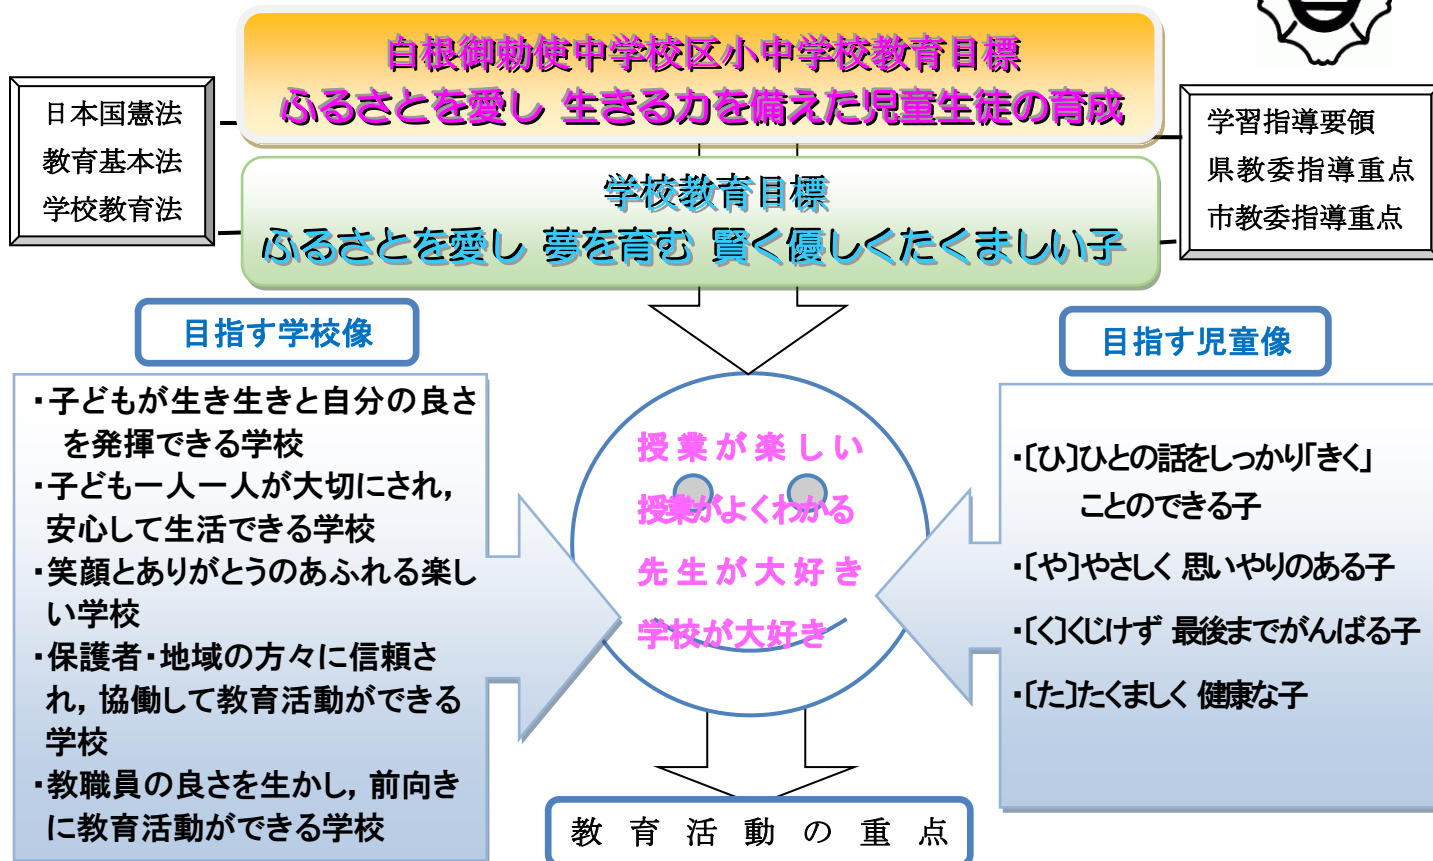 白根御勅使中学校区小中学校教育目標
ふるさとを愛し 生きる力を備えた児童生徒の育成
日本国憲法
教育基本法
学校教育法
学習指導要領
県教委指導重点
市教委指導重点
学校教育目標
ふるさとを愛し 夢を育む 賢く優しくたくましい子
目指す学校像
・子どもが生き生きと自分の良さ
を発揮できる学校
・子ども一人一人が大切にされ，
安心して生活できる学校
・笑顔とありがとうのあふれる楽し
い学校
・保護者・地域の方々に信頼さ
れ，協働して教育活動ができる
学校
・教職員の良さを生かし，前向き
に教育活動ができる学校
授業が楽しい
授業がよくわかる
先生が大好き
学校が大好き
目指す児童像
・〔ひ〕ひとの話をしっかり「きく」
ことのできる子
・〔や〕やさしく 思いやりのある子
・〔く〕くじけず 最後までがんばる子
・〔た〕たくましく 健康な子
教育活動の重点